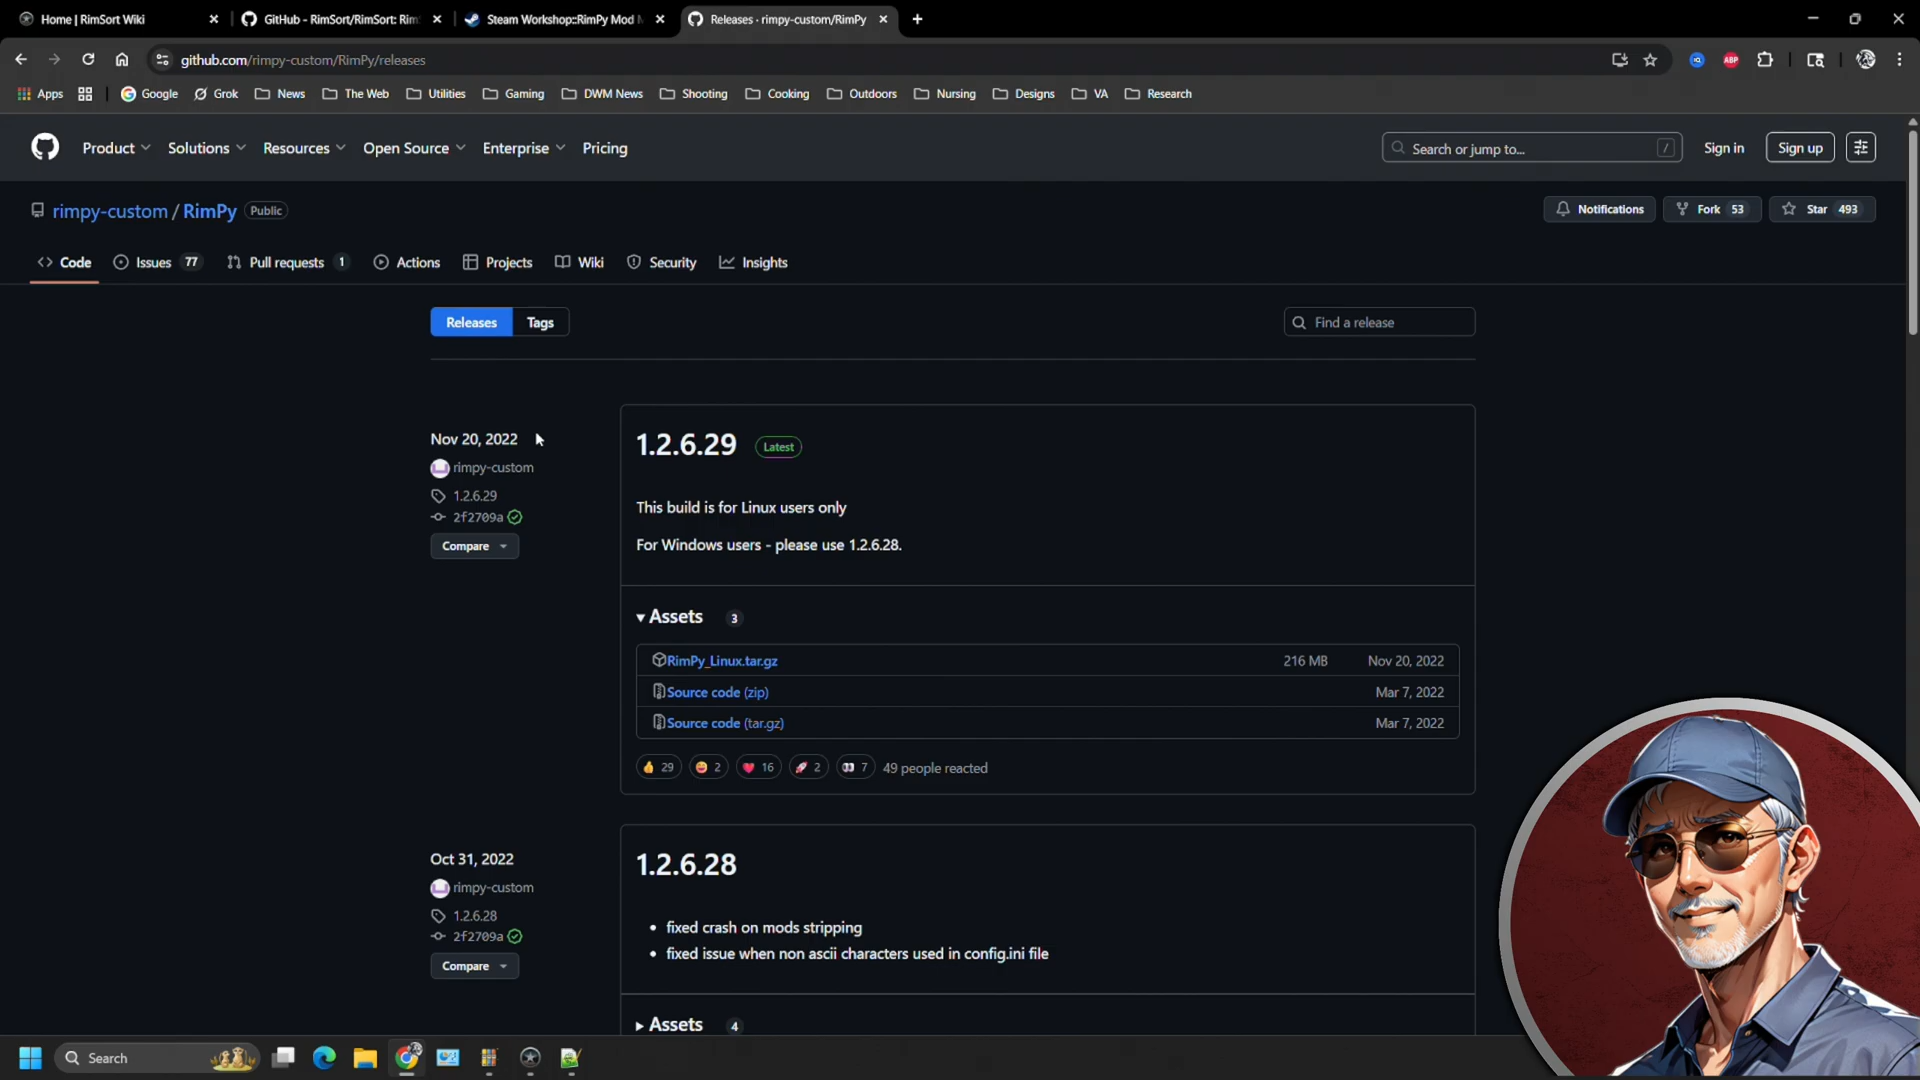 Home | RimSort Wiki
GitHub - RimSort/RimSort: Rim
Steam Workshop::RimPy Mod M
Releases · rimpy-custom/RimPy
github.com/rimpy-custom/RimPy/releases
ABP
Apps
Google
Grok
News
The Web
Utilities
Gaming
DWM News
Shooting
Cooking
Outdoors
Nursing
Designs
VA
Research
Product
Solutions
Resources
Open Source
Enterprise
Pricing
Search or jump to...
/
Sign in
Sign up
rimpy-custom / RimPy Public
Notifications
Fork 53
Star 493
Code
Issues 77
Pull requests 1
Actions
Projects
Wiki
Security
Insights
Releases
Tags
Find a release
Nov 20, 2022
rimpy-custom
1.2.6.29
2f2709a
Compare
1.2.6.29 Latest
This build is for Linux users only
For Windows users - please use 1.2.6.28.
Assets 3
RimPy_Linux.tar.gz 216 MB Nov 20, 2022
Source code (zip) Mar 7, 2022
Source code (tar.gz) Mar 7, 2022
29 2 16 2 7 49 people reacted
Oct 31, 2022
rimpy-custom
1.2.6.28
2f2709a
Compare
1.2.6.28
fixed crash on mods stripping
fixed issue when non ascii characters used in config.ini file
Assets 4
Search